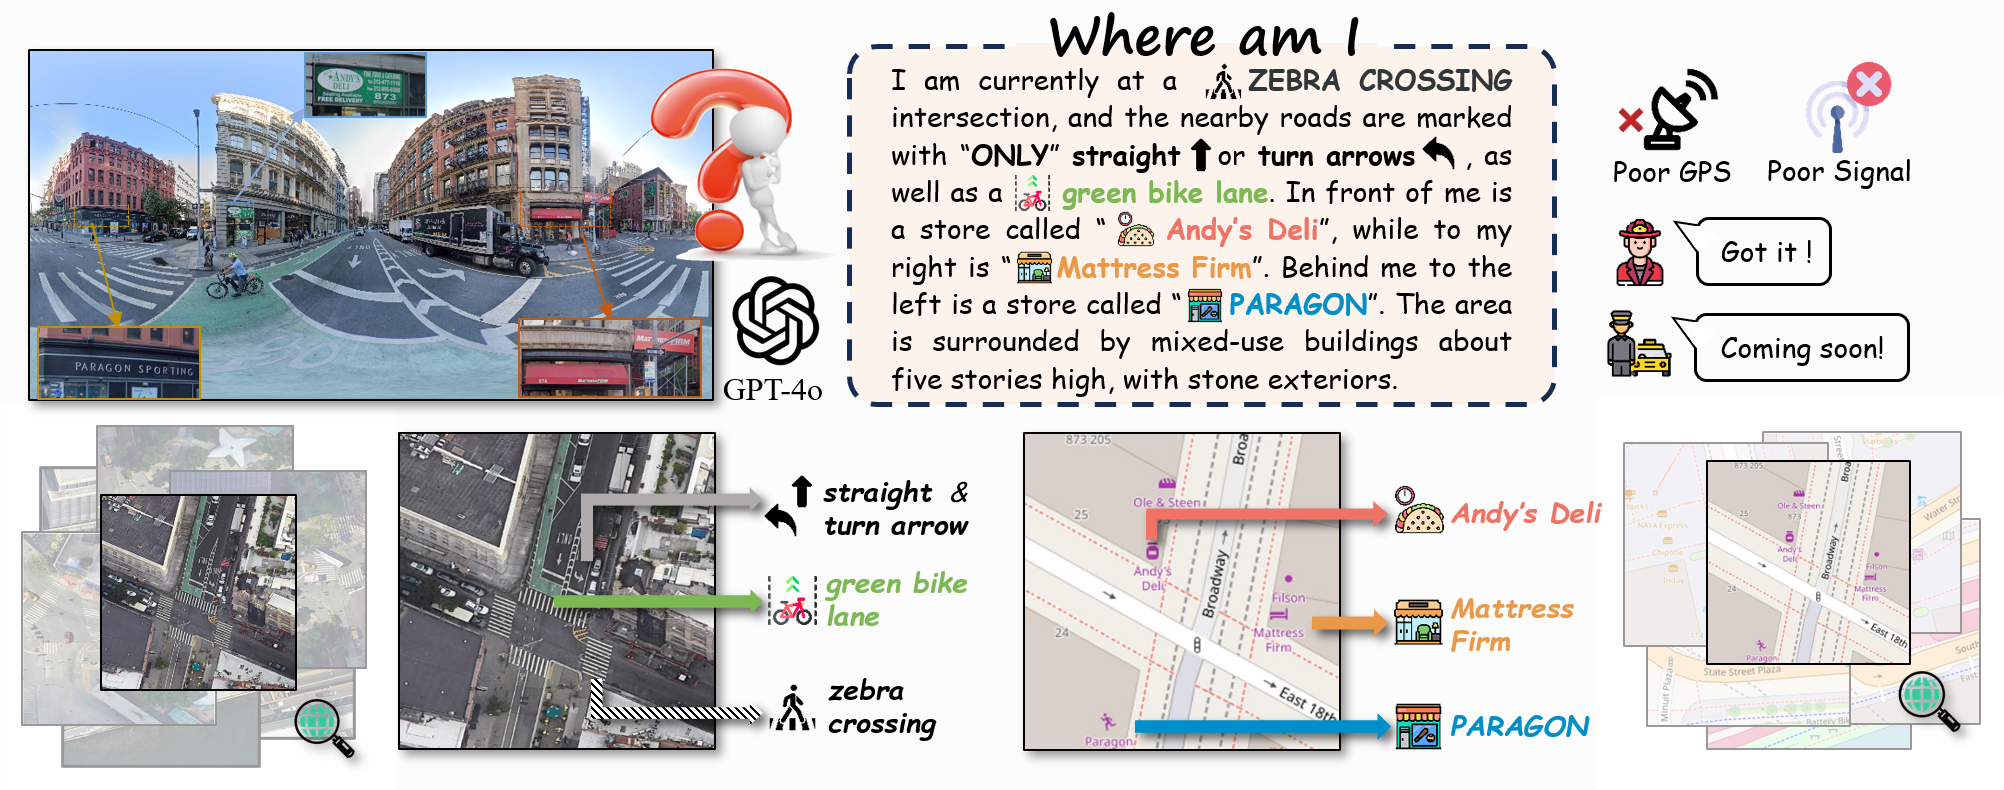 Where am I
I am currently at a ZEBRA CROSSING
intersection, and the nearby roads are marked
with “ONLY” straight or turn arrows , as
well as a green bike lane. In front of me is
a store called “ Andy’s Deli”, while to my
right is “ Mattress Firm”. Behind me to the
left is a store called “ PARAGON”. The area
is surrounded by mixed-use buildings about
five stories high, with stone exteriors.
ANDY'S
DELI
FREE DELIVERY
873
PARAGON SPORTING
MATTRESS FIRM
GPT-4o
Poor GPS
Poor Signal
Got it !
Coming soon!
straight &
turn arrow
green bike
lane
zebra
crossing
873 205
Broad
Ole & Steen
25
Andy's
Deli
Broadway
Filson
Mattress
Firm
24
East 18th
Paragon
Andy’s Deli
Mattress
Firm
PARAGON
Starbucks
NAYA Express
Chipotle
873 205
Broa
Ole & Steen
25
873
Andy's
Deli
Broadway
Filson
Mattress
Firm
24
East 18th
Paragon
Water Str
State Street Plaza
Minuit Plaza
South
East
Battery Bik